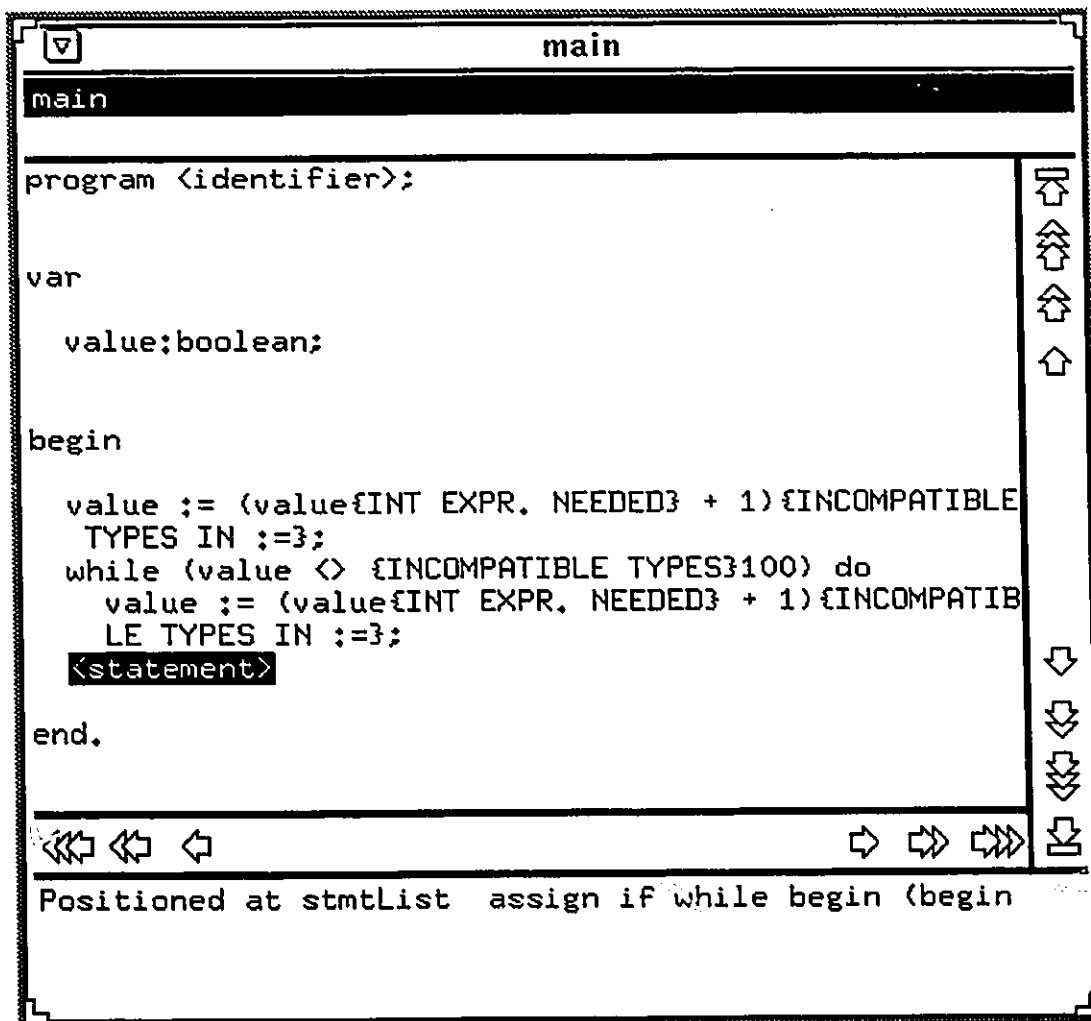 main
main
program <identifier>;
var
value:boolean;
begin
value := (value{INT EXPR. NEEDED} + 1){INCOMPATIBLE
TYPES IN :=};
while (value <> {INCOMPATIBLE TYPES}100) do
value := (value{INT EXPR. NEEDED} + 1){INCOMPATIB
LE TYPES IN :=};
<statement>
end.
Positioned at stmtList assign if while begin (begin